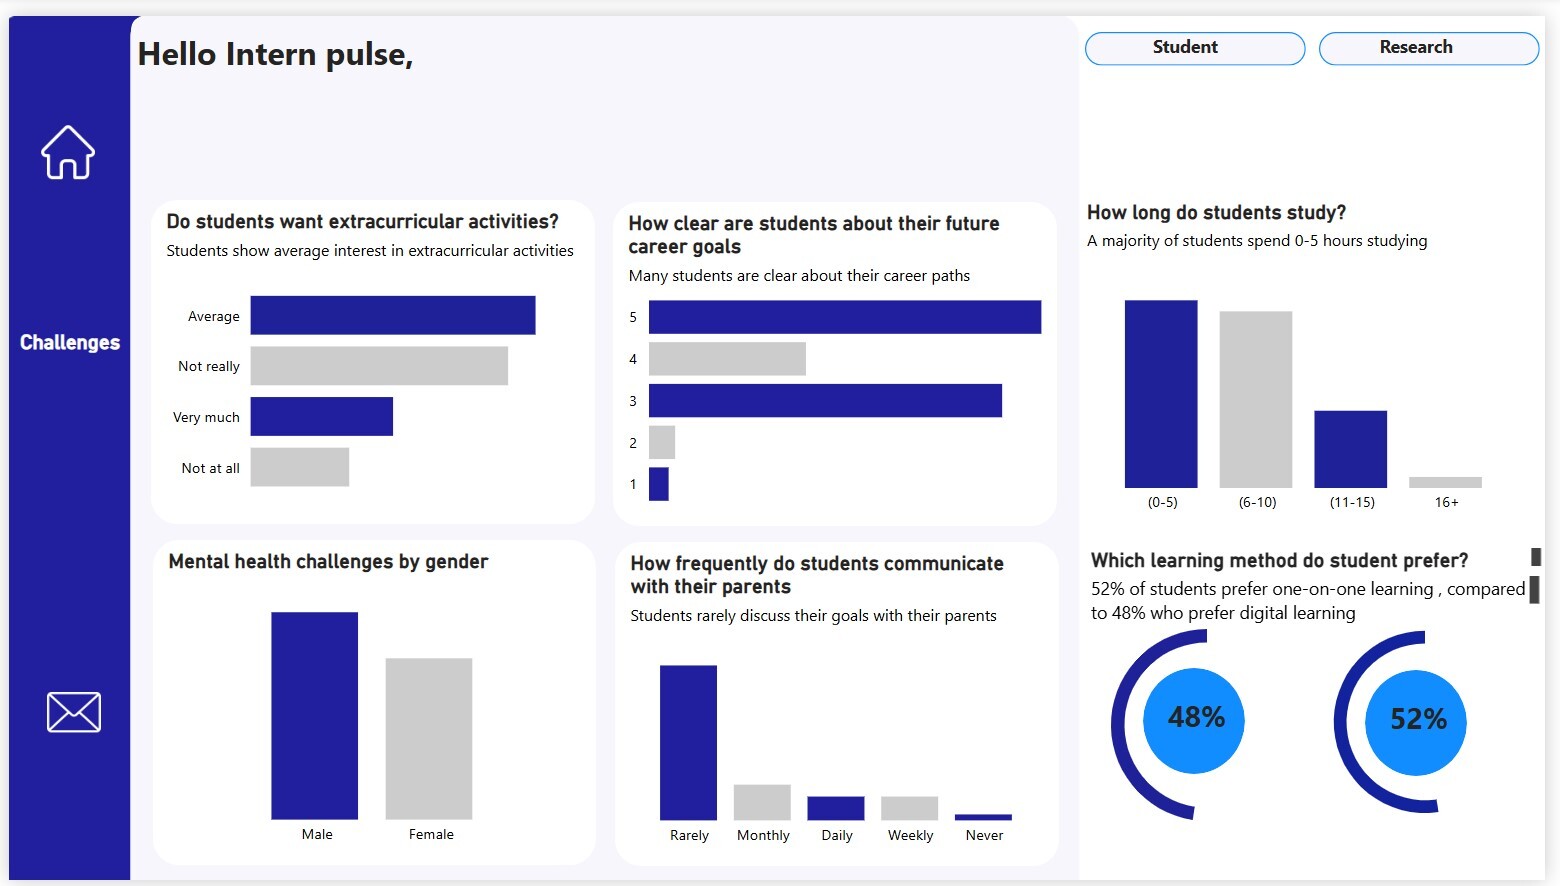 Hello Intern pulse,
Student
Research
Challenges
Do students want extracurricular activities?
Students show average interest in extracurricular activities
Average
Not really
Very much
Not at all
How clear are students about their future
career goals
Many students are clear about their career paths
5
4
3
2
1
How long do students study?
A majority of students spend 0-5 hours studying
(0-5)
(6-10)
(11-15)
16+
Mental health challenges by gender
Male
Female
How frequently do students communicate
with their parents
Students rarely discuss their goals with their parents
Rarely
Monthly
Daily
Weekly
Never
Which learning method do student prefer?
52% of students prefer one-on-one learning , compared
to 48% who prefer digital learning
48%
52%